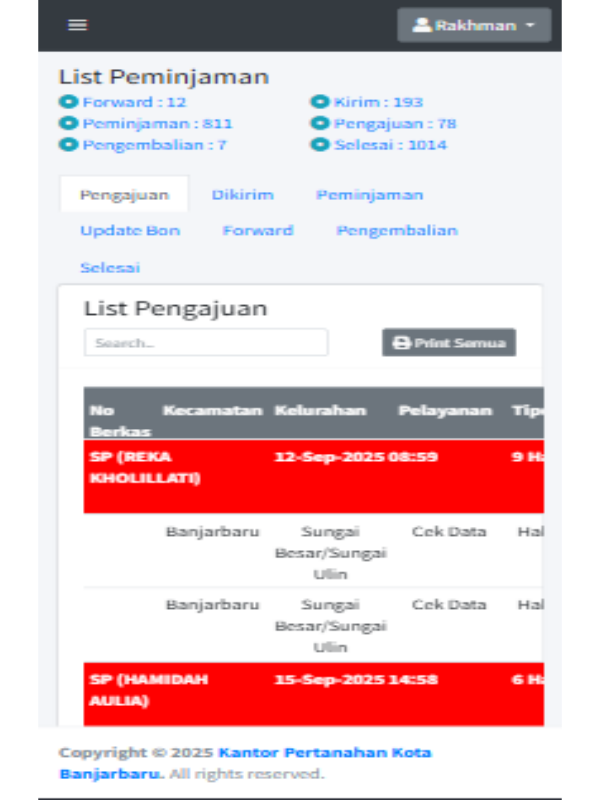 Rakhman
List Peminjaman
Forward : 12
Kirim : 193
Peminjaman : 811
Pengajuan : 78
Pengembalian : 7
Selesai : 1014
Pengajuan Dikirim Peminjaman
Update Bon Forward Pengembalian
Selesai
List Pengajuan
Search...
Print Semua
No Kecamatan Kelurahan Pelayanan Tip
Berkas
SP (REKA 12-Sep-2025 08:59 9 Ha
KHOLILLATI)
Banjarbaru Sungai Cek Data Hal
Besar/Sungai
Ulin
Banjarbaru Sungai Cek Data Hal
Besar/Sungai
Ulin
SP (HAMIDAH 15-Sep-2025 14:58 6 Ha
AULIA)
Copyright © 2025 Kantor Pertanahan Kota
Banjarbaru. All rights reserved.